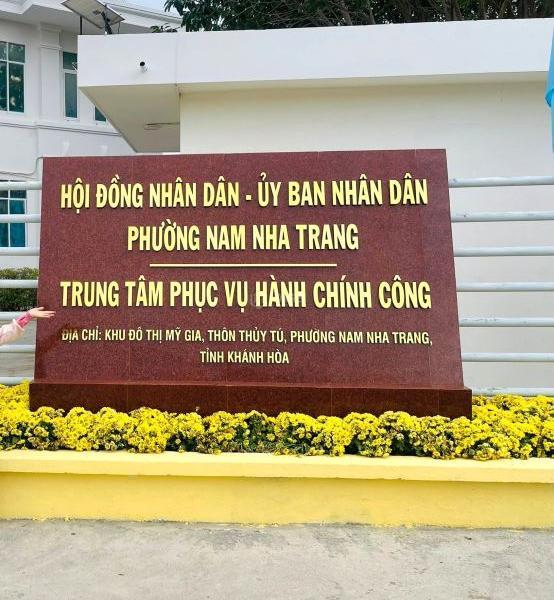 HỘI ĐỒNG NHÂN DÂN - ỦY BAN NHÂN DÂN
PHƯỜNG NAM NHA TRANG
TRUNG TÂM PHỤC VỤ HÀNH CHÍNH CÔNG
ĐỊA CHỈ: KHU ĐÔ THỊ MỸ GIA, THÔN THỦY TÚ, PHƯỜNG NAM NHA TRANG,
TỈNH KHÁNH HÒA